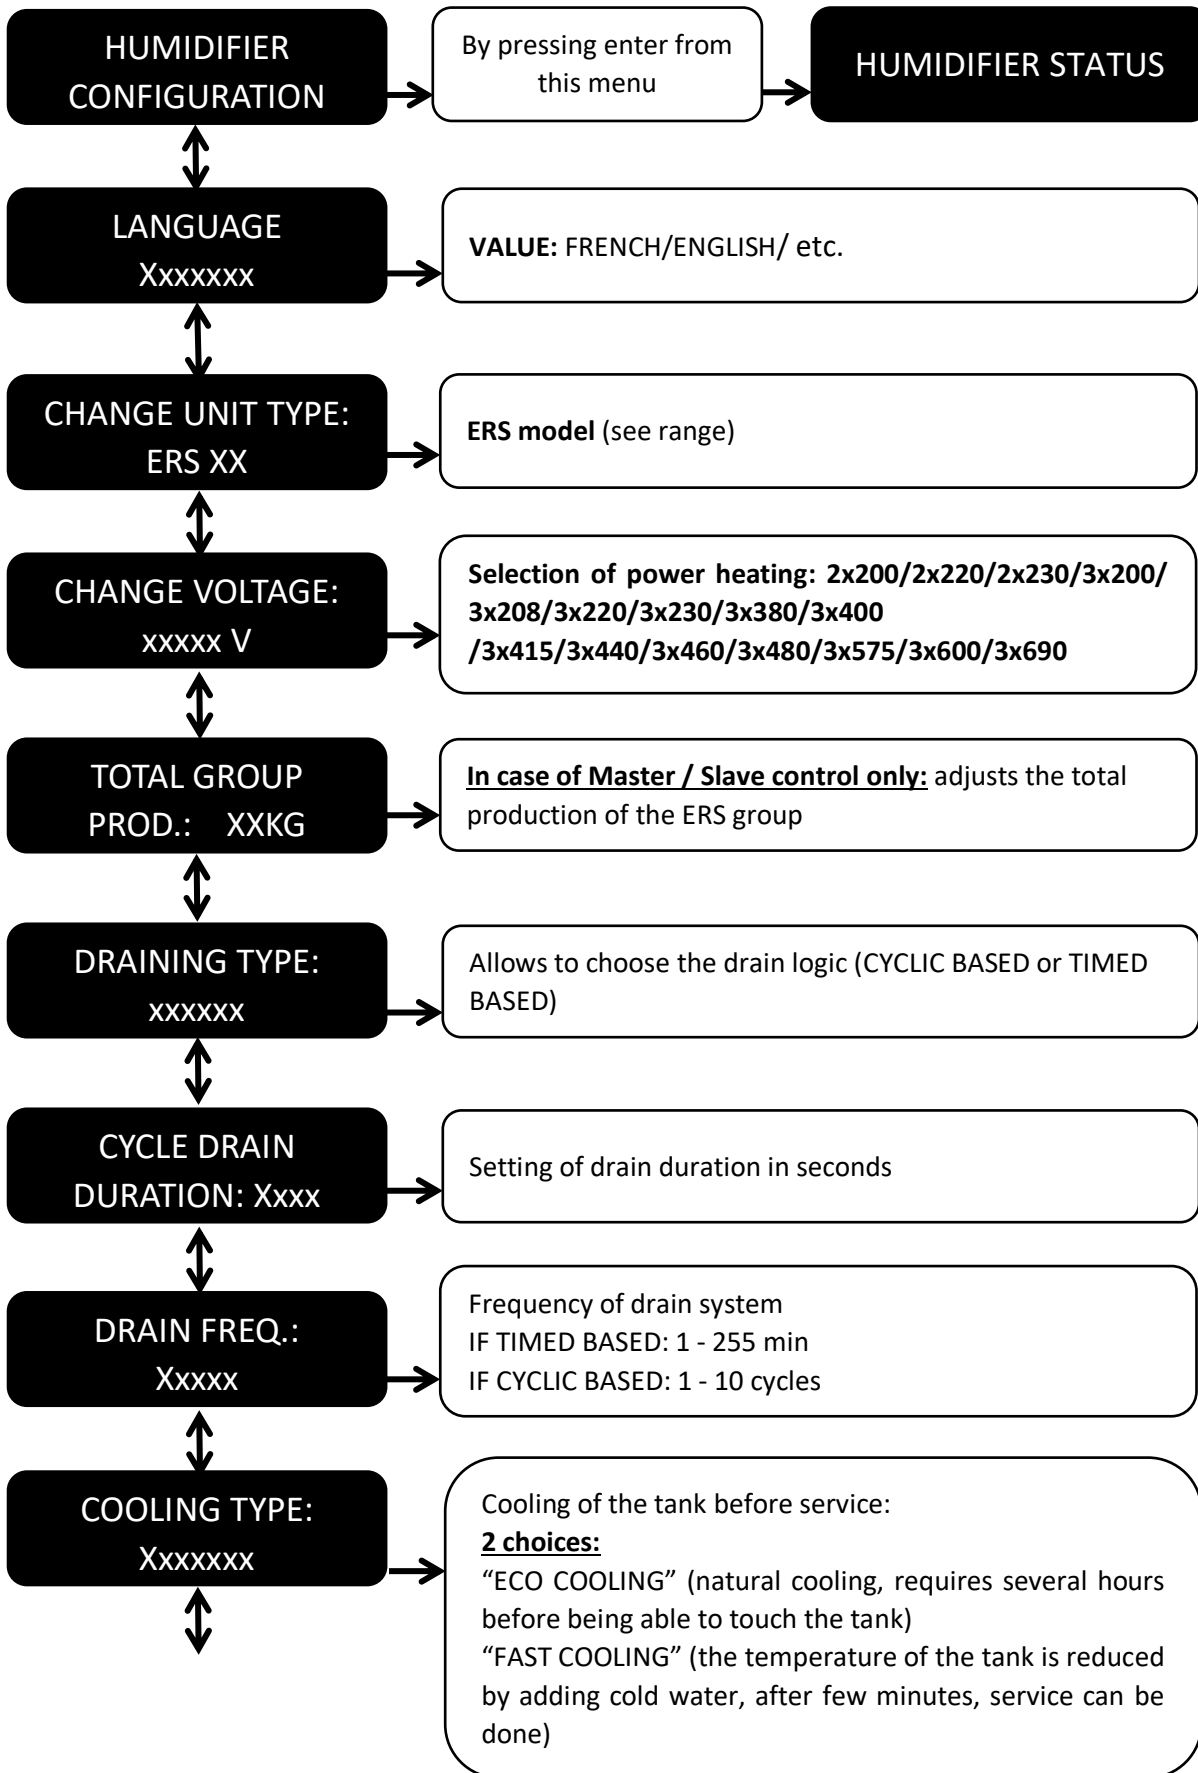 HUMIDIFIER
CONFIGURATION
By pressing enter from
this menu
HUMIDIFIER STATUS
LANGUAGE
Xxxxxxx
VALUE: FRENCH/ENGLISH/ etc.
CHANGE UNIT TYPE:
ERS XX
ERS model (see range)
CHANGE VOLTAGE:
xxxxx V
Selection of power heating: 2x200/2x220/2x230/3x200/
3x208/3x220/3x230/3x380/3x400
/3x415/3x440/3x460/3x480/3x575/3x600/3x690
TOTAL GROUP
PROD.: XXKG
In case of Master / Slave control only: adjusts the total
production of the ERS group
DRAINING TYPE:
xxxxxx
Allows to choose the drain logic (CYCLIC BASED or TIMED
BASED)
CYCLE DRAIN
DURATION: Xxxx
Setting of drain duration in seconds
DRAIN FREQ.:
Xxxxx
Frequency of drain system
IF TIMED BASED: 1 - 255 min
IF CYCLIC BASED: 1 - 10 cycles
COOLING TYPE:
Xxxxxxx
Cooling of the tank before service:
2 choices:
“ECO COOLING” (natural cooling, requires several hours
before being able to touch the tank)
“FAST COOLING” (the temperature of the tank is reduced
by adding cold water, after few minutes, service can be
done)